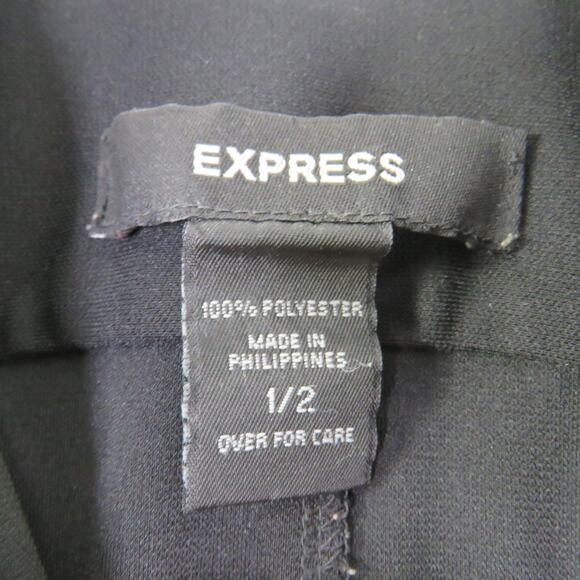 EXPRESS
100% POLYESTER
MADE IN
PHILIPPINES
1/2
OVER FOR CARE